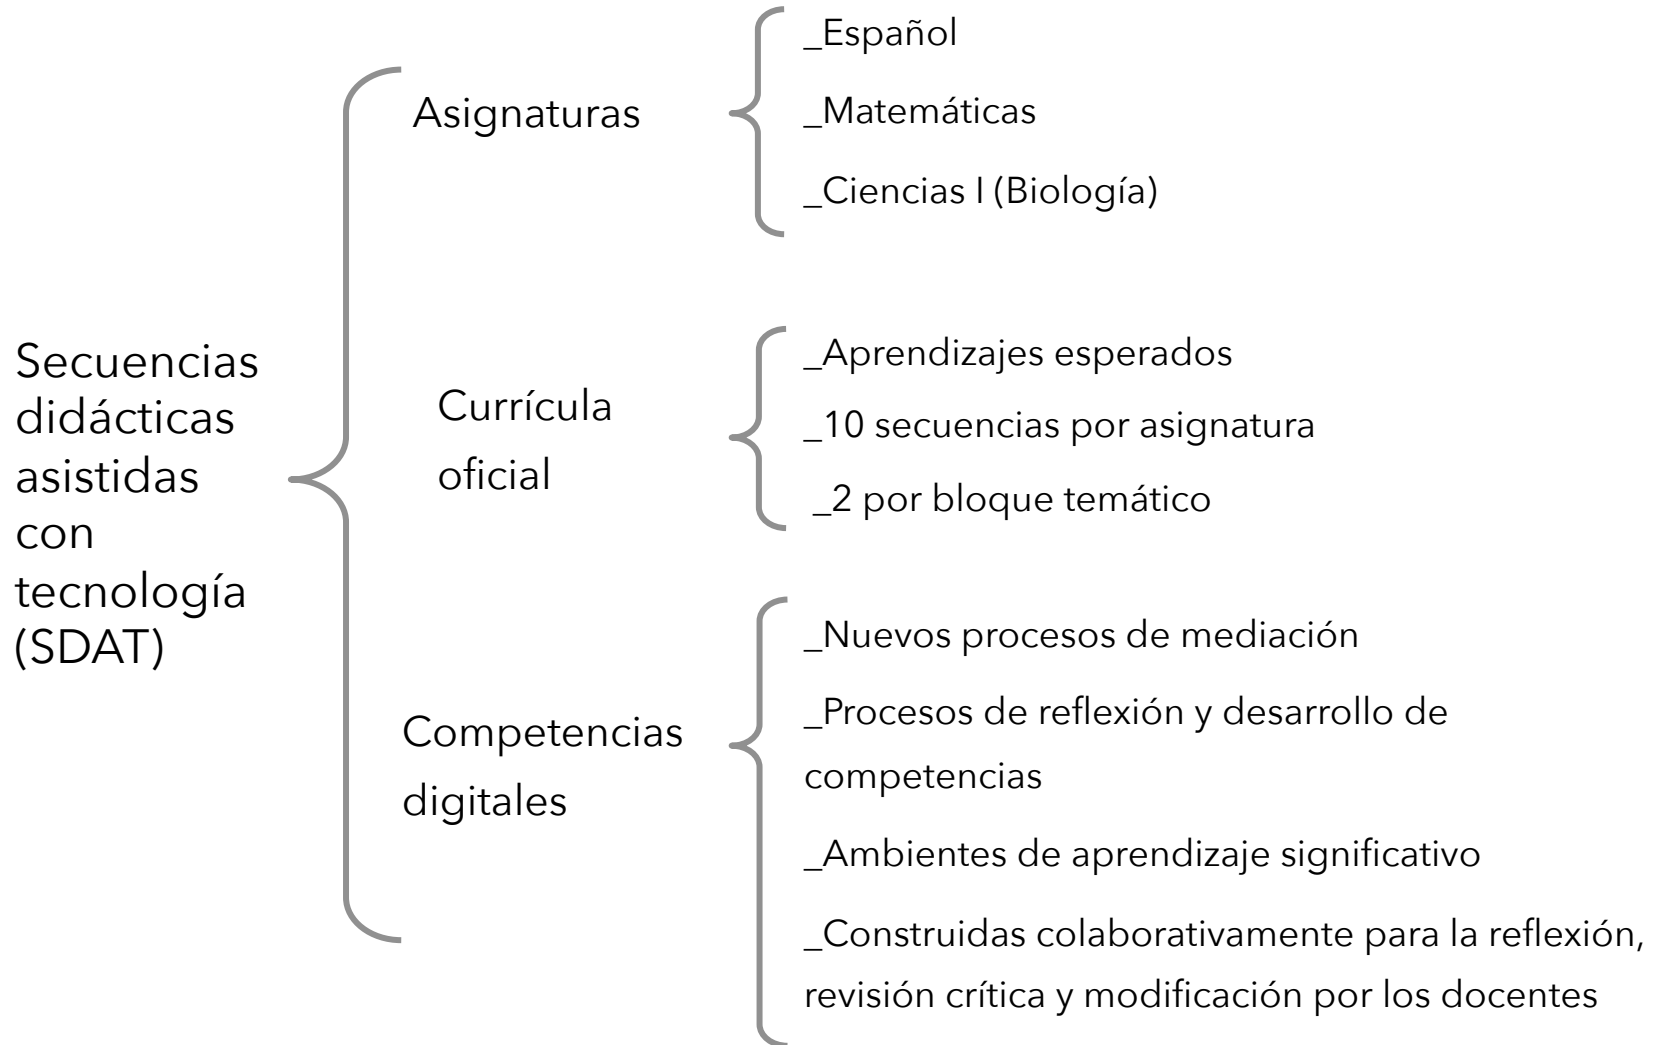 Secuencias
didácticas
asistidas
con
tecnología
(SDAT)
Asignaturas
_Español
_Matemáticas
_Ciencias I (Biología)
Currícula
oficial
_Aprendizajes esperados
_10 secuencias por asignatura
_2 por bloque temático
Competencias
digitales
_Nuevos procesos de mediación
_Procesos de reflexión y desarrollo de
competencias
_Ambientes de aprendizaje significativo
_Construidas colaborativamente para la reflexión,
revisión crítica y modificación por los docentes